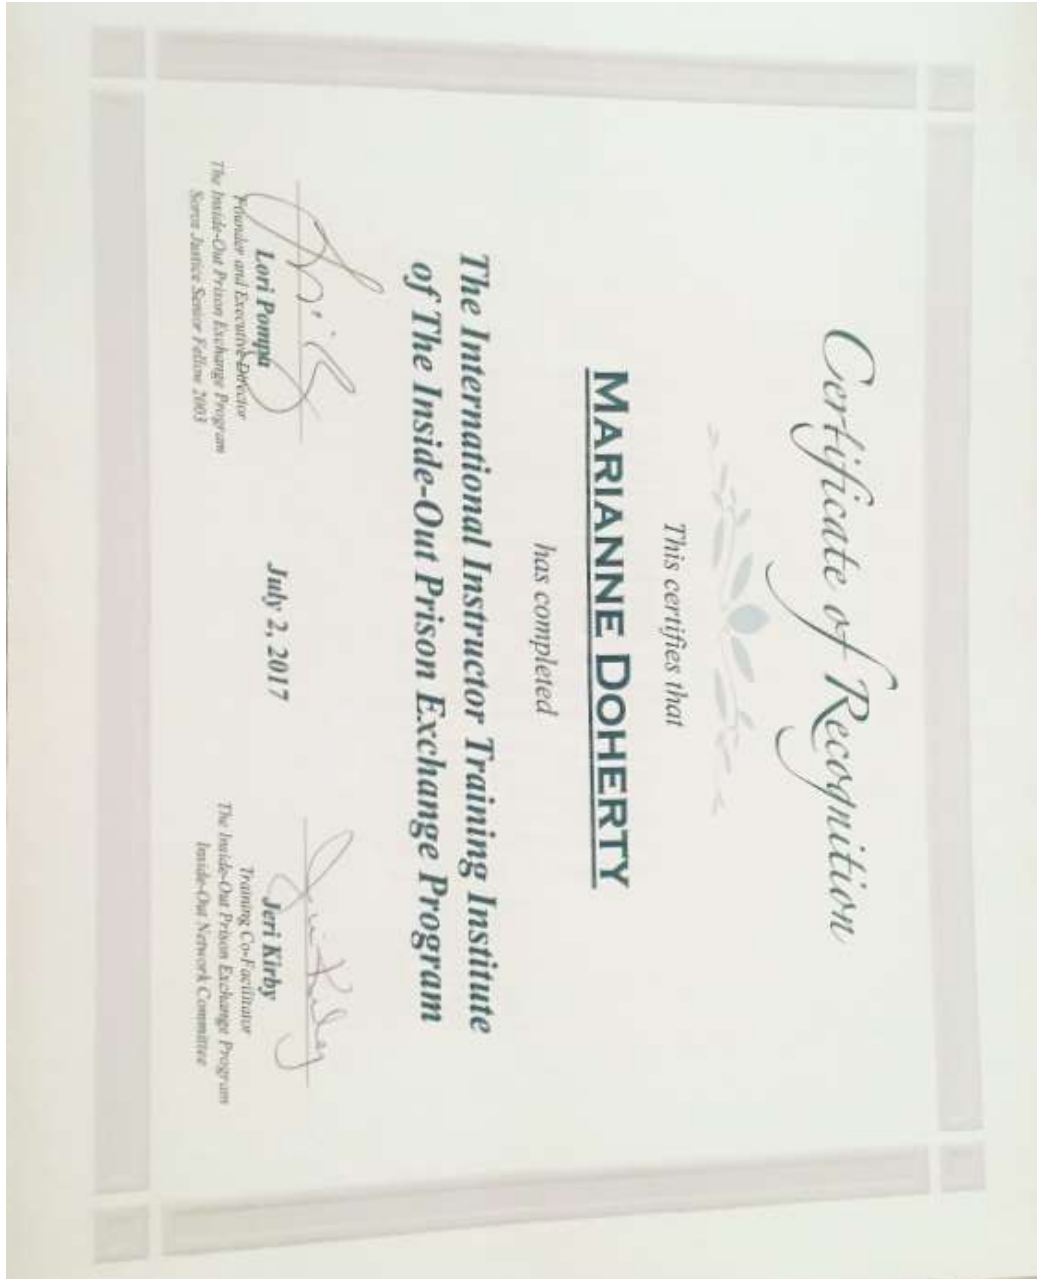 Certificate of Recognition
This certifies that
MARIANNE DOHERTY
has completed
The International Instructor Training Institute
of The Inside-Out Prison Exchange Program
Lori Pompa
Founder and Executive Director
The Inside-Out Prison Exchange Program
Soros Justice Senior Fellow 2003
July 2, 2017
Jeri Kirby
Training Co-Facilitator
The Inside-Out Prison Exchange Program
Inside-Out Network Committee